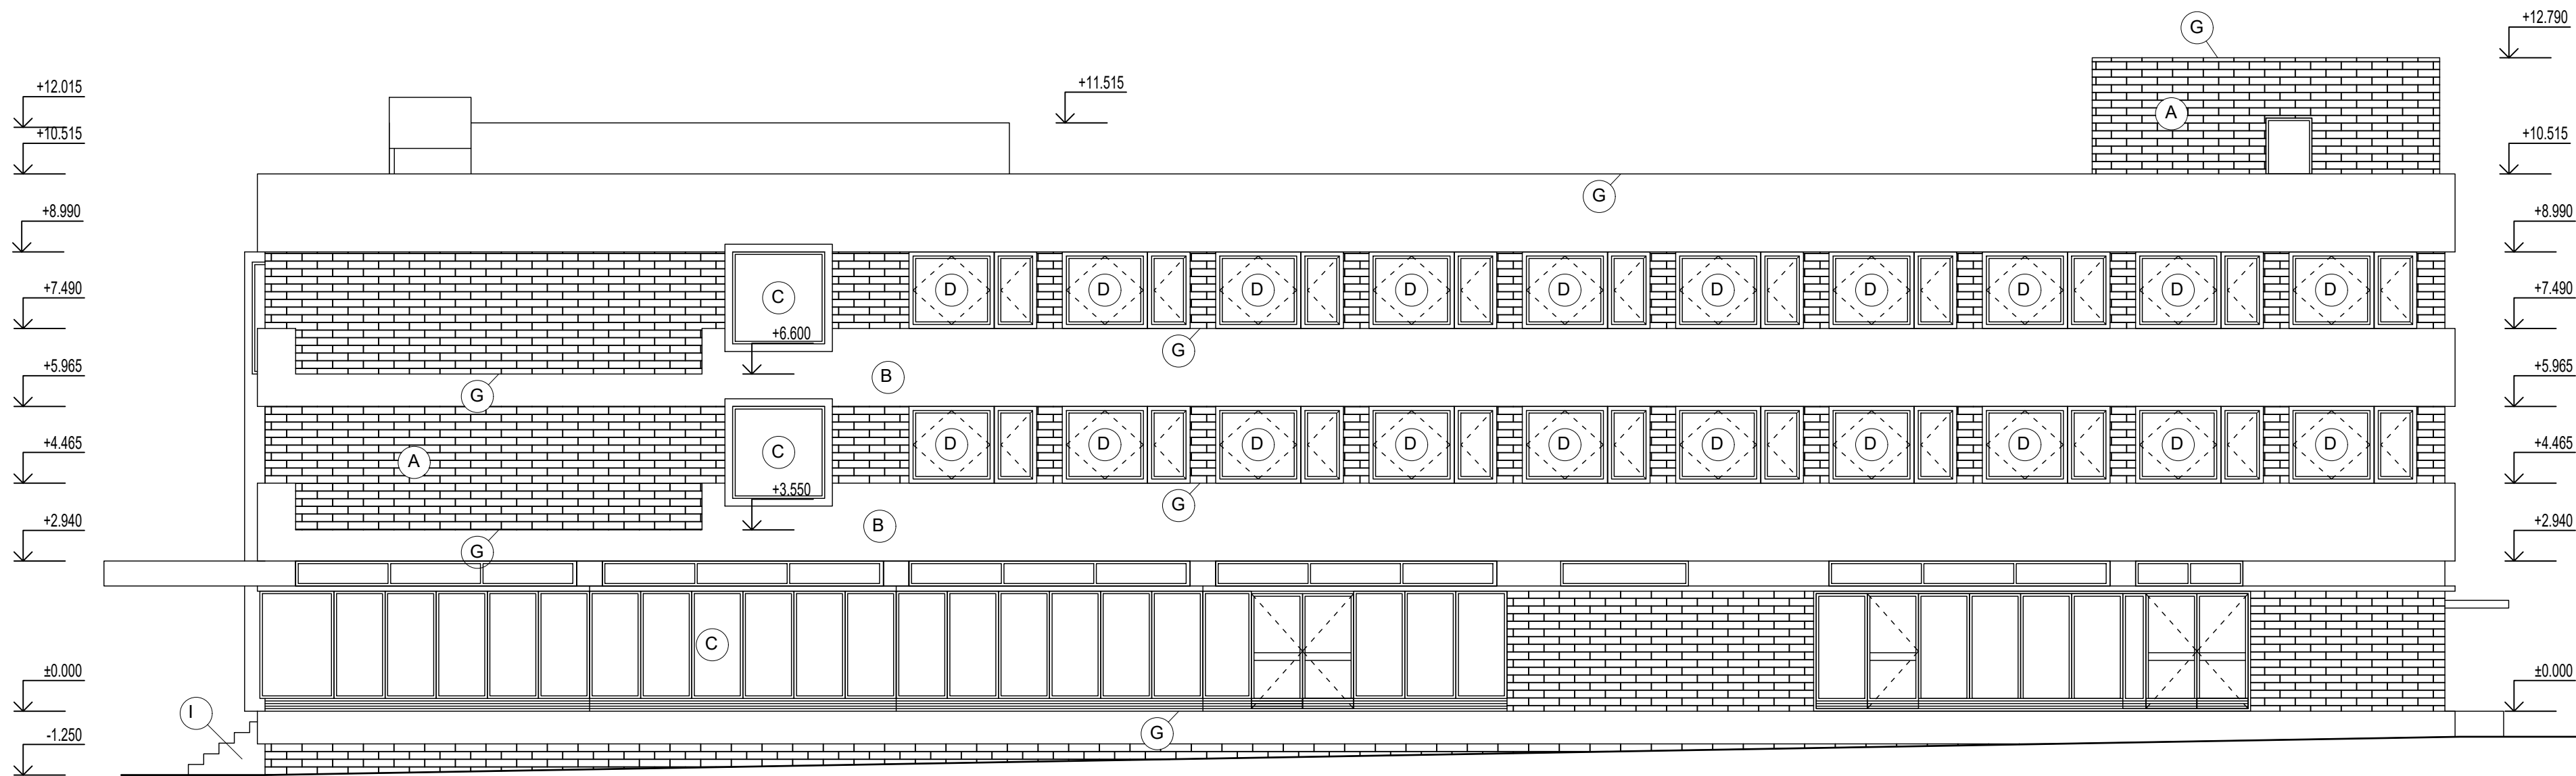 G
+12.790
+12.015
+11.515
A
+10.515
+10.515
G
+8.990
+8.990
C
D
D
D
D
D
D
D
D
D
D
+7.490
+7.490
+6.600
G
B
G
+5.965
+5.965
A
C
D
D
D
D
D
D
D
D
D
D
+4.465
+4.465
+3.550
G
B
G
+2.940
+2.940
C
±0.000
±0.000
I
G
-1.250